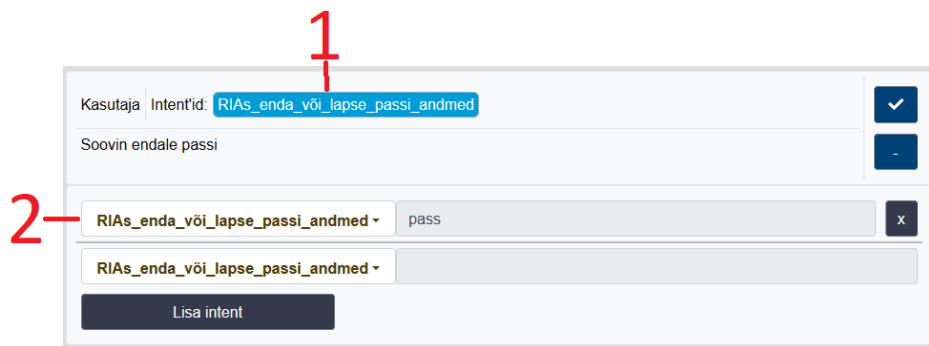 1
Kasutaja Intent'id: RIAs_enda_või_lapse_passi_andmed
Soovin endale passi
-
2 RIAs_enda_või_lapse_passi_andmed pass x
RIAs_enda_või_lapse_passi_andmed
Lisa intent